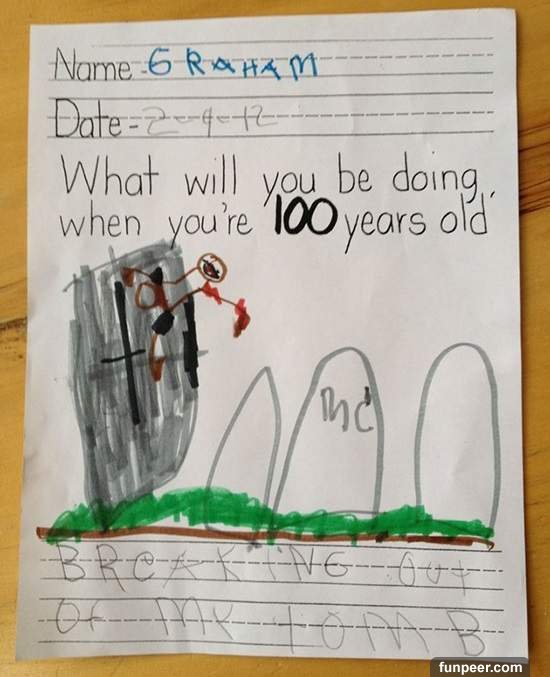 Name - GRAHAM
Date - 2-9-12
What will you be doing,
when you're 100 years old
BREAKING out
OF MY TOMB
funpeer.com